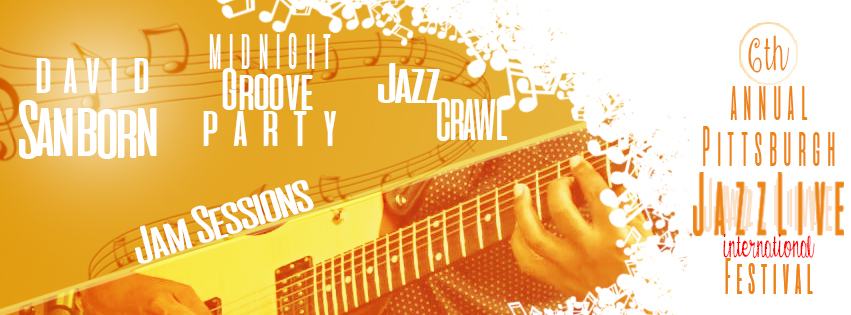 DAVID
SANBORN
MIDNIGHT
GROOVE
PARTY
JAZZ
CRAWL
JAM SESSIONS
6th
ANNUAL
PITTSBURGH
JAZZLIVE
international
FESTIVAL